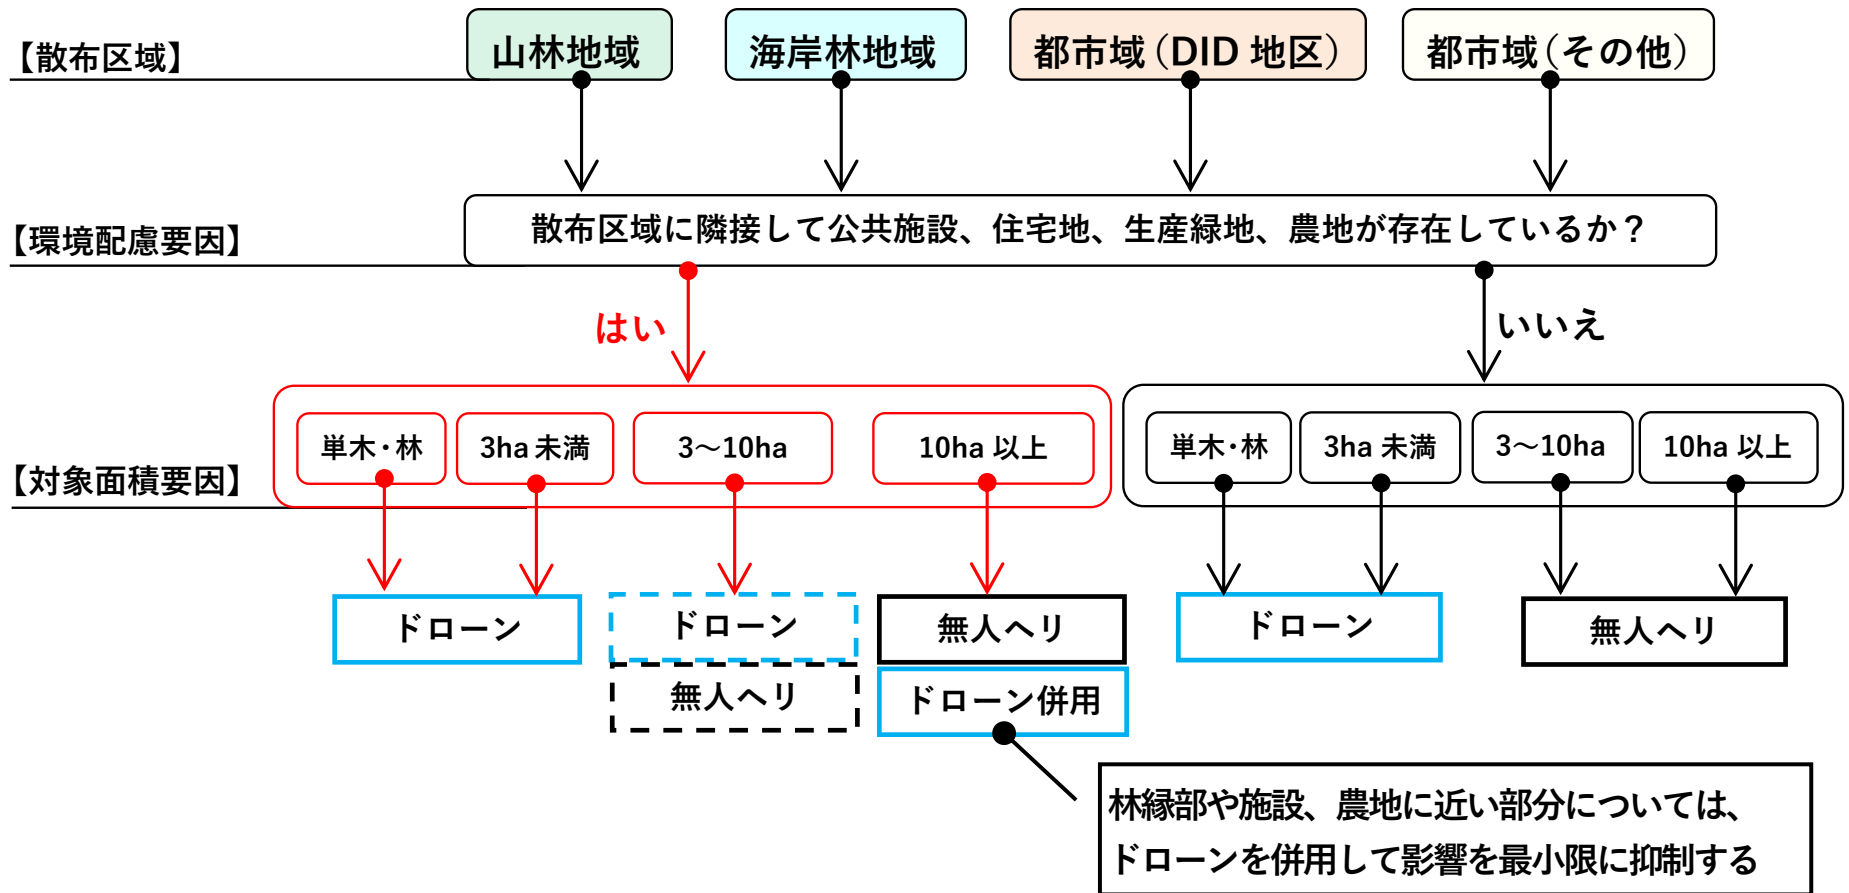 【散布区域】
山林地域
海岸林地域
都市域（DID 地区）
都市域（その他）
【環境配慮要因】
散布区域に隣接して公共施設、住宅地、生産緑地、農地が存在しているか？
はい
いいえ
【対象面積要因】
単木・林
3ha 未満
3～10ha
10ha 以上
単木・林
3ha 未満
3～10ha
10ha 以上
ドローン
ドローン
無人ヘリ
無人ヘリ
ドローン併用
ドローン
無人ヘリ
林縁部や施設、農地に近い部分については、
ドローンを併用して影響を最小限に抑制する